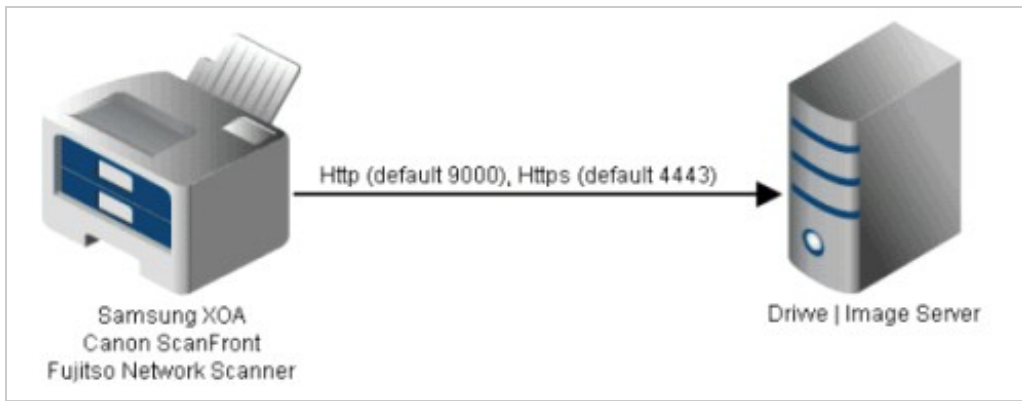 Http (default 9000), Https (default 4443)
Samsung XOA
Canon ScanFront
Fujitso Network Scanner
Drivve | Image Server